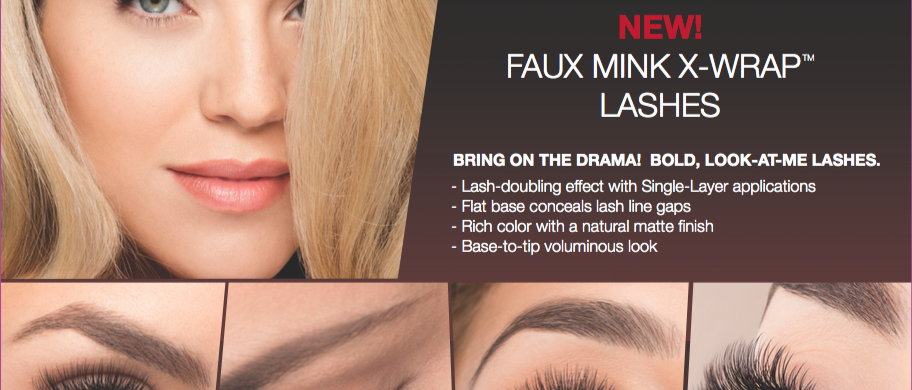 NEW!
FAUX MINK X-WRAP™
LASHES
BRING ON THE DRAMA! BOLD, LOOK-AT-ME LASHES.
- Lash-doubling effect with Single-Layer applications
- Flat base conceals lash line gaps
- Rich color with a natural matte finish
- Base-to-tip voluminous look